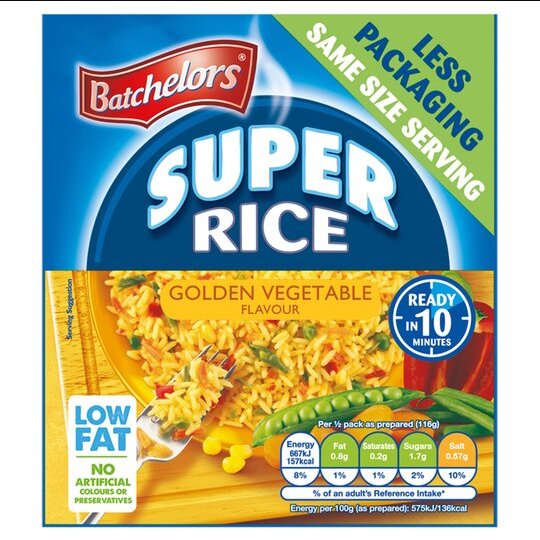 Batchelors®
LESS
PACKAGING
SAME SIZE SERVING
SUPER
RICE
GOLDEN VEGETABLE
FLAVOUR
READY
IN 10
MINUTES
Serving Suggestion
LOW
FAT
NO
ARTIFICIAL
COLOURS OR
PRESERVATIVES
Per ½ pack as prepared (116g)
Energy Fat Saturates Sugars Salt
667kJ 0.8g 0.2g 1.7g 0.57g
157kcal
8% 1% 1% 2% 10%
% of an adult's Reference Intake*
Energy per 100g (as prepared): 575kJ/136kcal